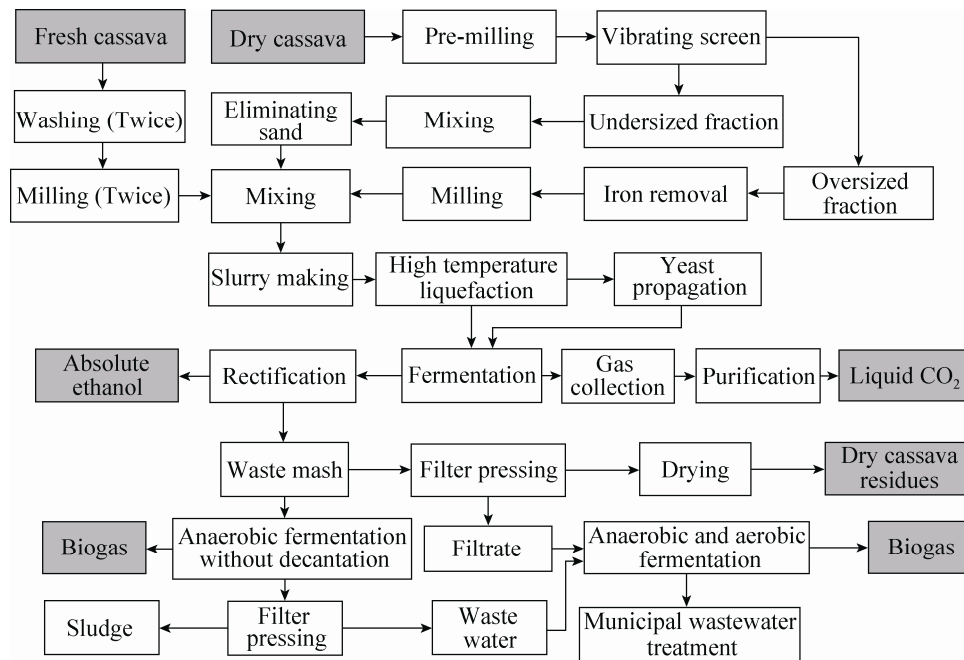 Fresh cassava
Dry cassava
Pre-milling
Vibrating screen
Washing (Twice)
Eliminating
sand
Mixing
Undersized fraction
Milling (Twice)
Mixing
Milling
Iron removal
Oversized
fraction
Slurry making
High temperature
liquefaction
Yeast
propagation
Absolute
ethanol
Rectification
Fermentation
Gas
collection
Purification
Liquid CO₂
Waste mash
Filter pressing
Drying
Dry cassava
residues
Biogas
Anaerobic fermentation
without decantation
Filtrate
Anaerobic and aerobic
fermentation
Biogas
Sludge
Filter
pressing
Waste
water
Municipal wastewater
treatment